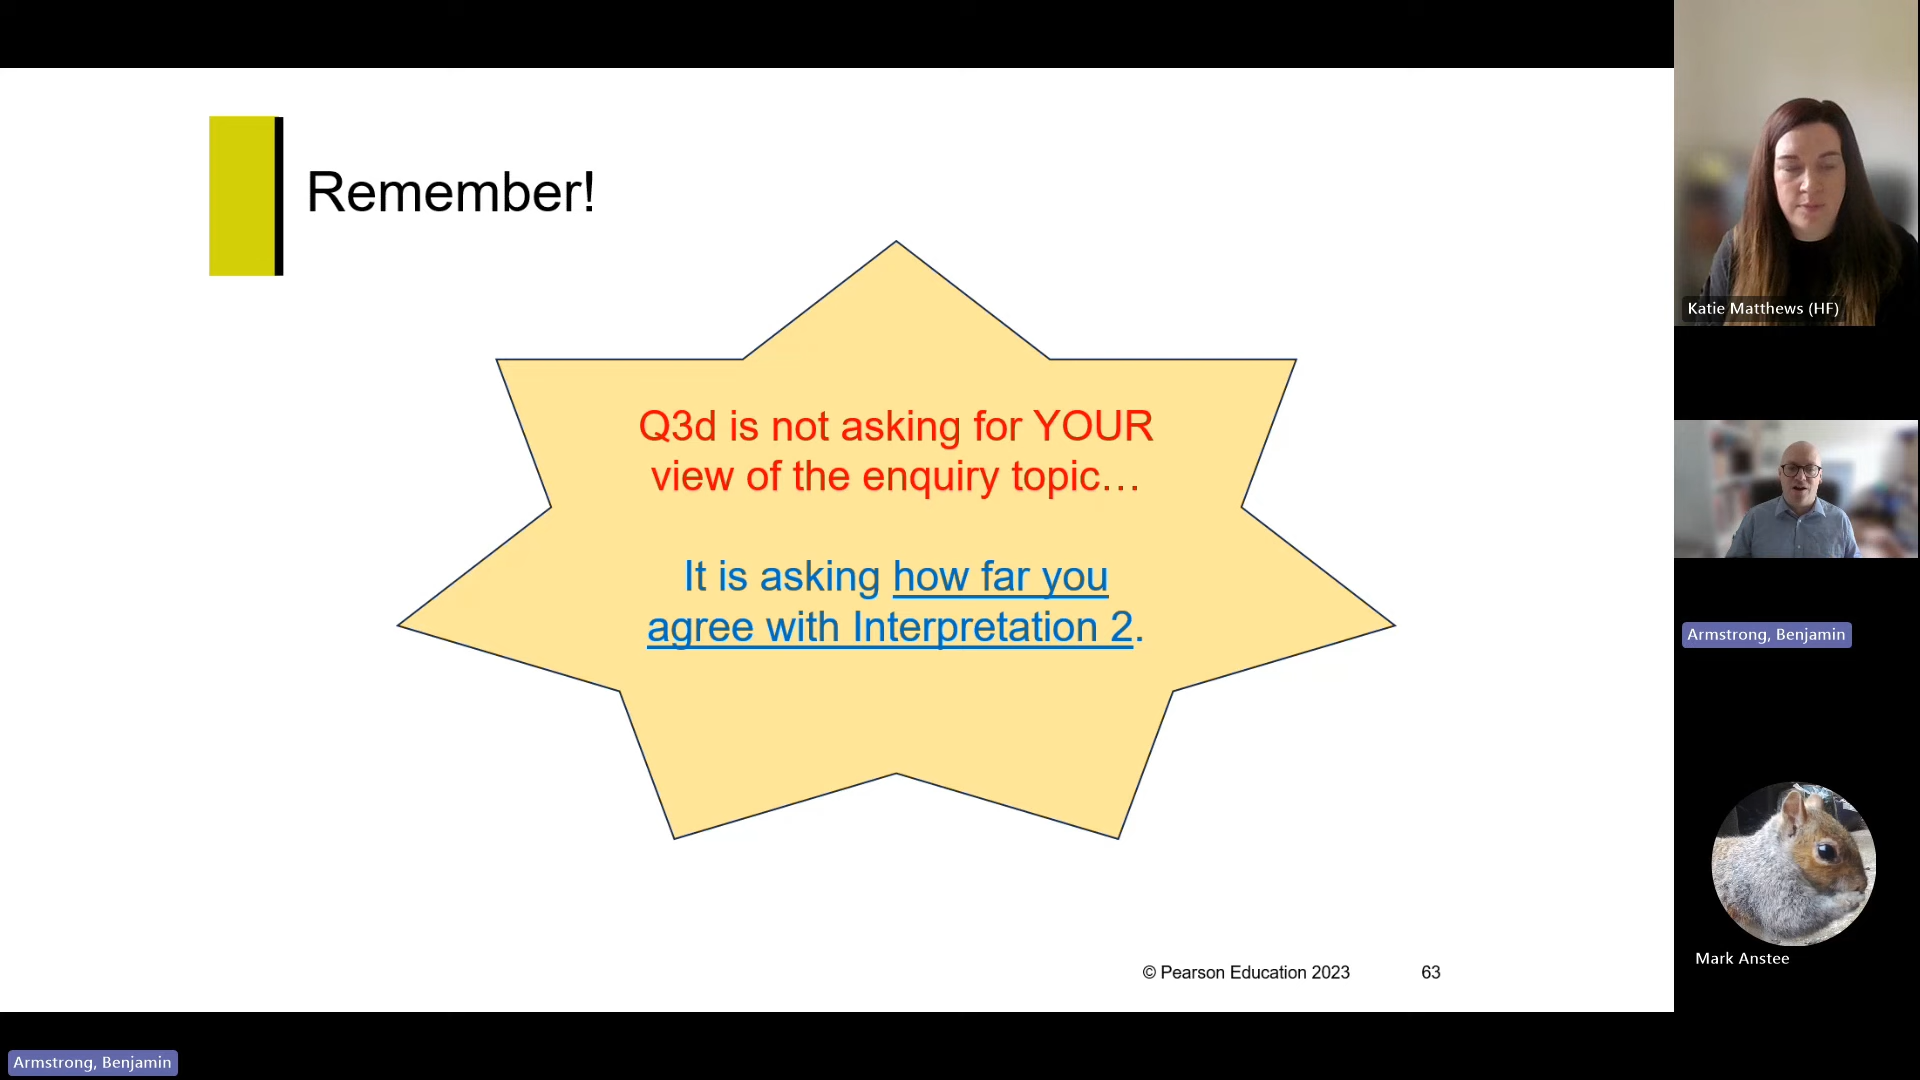 Remember!
Q3d is not asking for YOUR
view of the enquiry topic…
It is asking how far you
agree with Interpretation 2.
© Pearson Education 2023
63
Katie Matthews (HF)
Armstrong, Benjamin
Mark Anstee
Armstrong, Benjamin